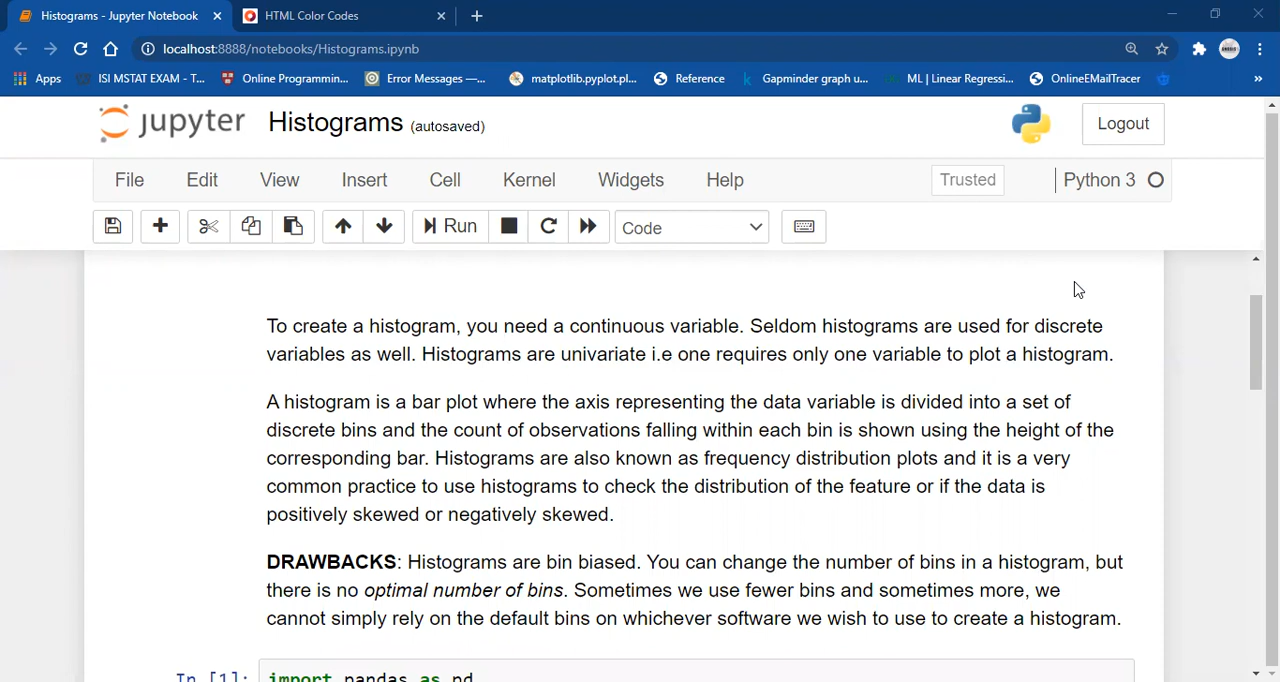 Histograms - Jupyter Notebook
HTML Color Codes
localhost:8888/notebooks/Histograms.ipynb
Apps
ISI MSTAT EXAM - T...
Online Programmin...
Error Messages —...
matplotlib.pyplot.pl...
Reference
Gapminder graph u...
ML | Linear Regressi...
OnlineEMailTracer
»
jupyter Histograms (autosaved)
Logout
File Edit View Insert Cell Kernel Widgets Help
Trusted
Python 3
Run
Code
To create a histogram, you need a continuous variable. Seldom histograms are used for discrete
variables as well. Histograms are univariate i.e one requires only one variable to plot a histogram.
A histogram is a bar plot where the axis representing the data variable is divided into a set of
discrete bins and the count of observations falling within each bin is shown using the height of the
corresponding bar. Histograms are also known as frequency distribution plots and it is a very
common practice to use histograms to check the distribution of the feature or if the data is
positively skewed or negatively skewed.
DRAWBACKS: Histograms are bin biased. You can change the number of bins in a histogram, but
there is no optimal number of bins. Sometimes we use fewer bins and sometimes more, we
cannot simply rely on the default bins on whichever software we wish to use to create a histogram.
In [1]: import pandas as pd